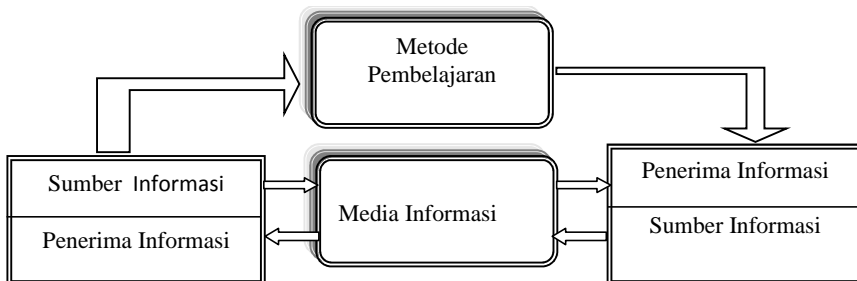 Metode
Pembelajaran
Sumber Informasi
Penerima Informasi
Media Informasi
Penerima Informasi
Sumber Informasi